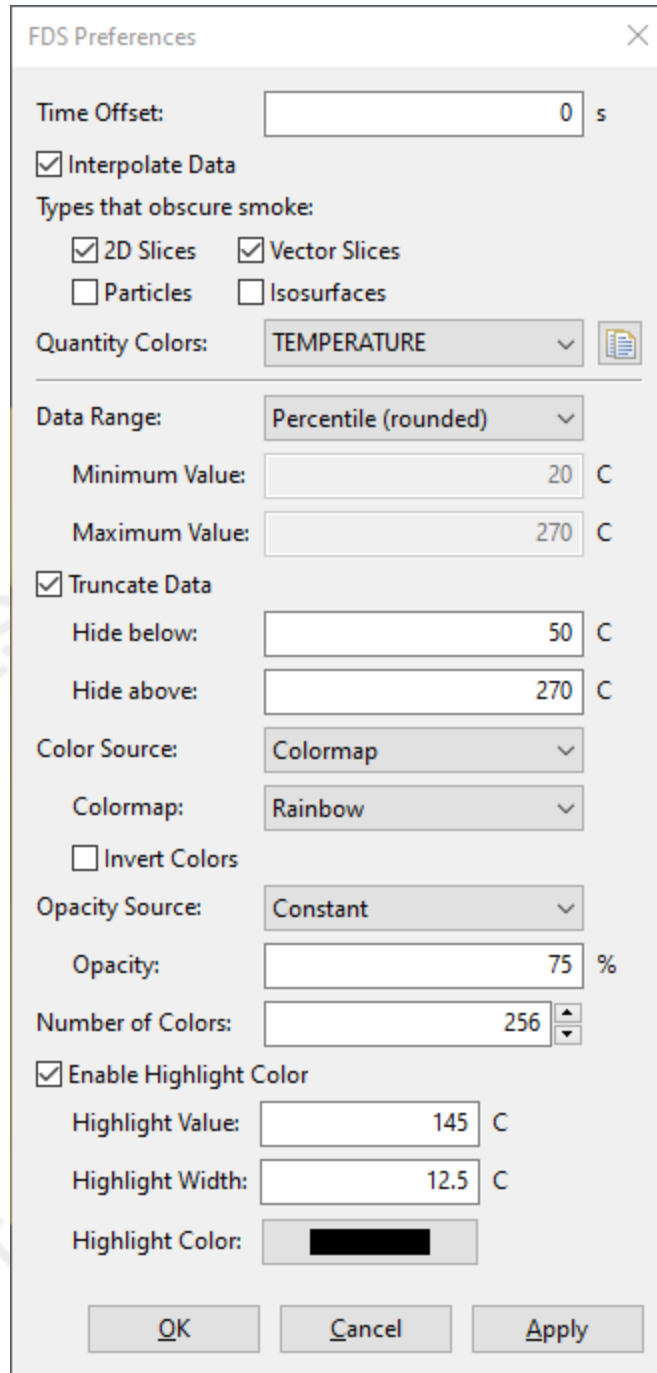 FDS Preferences
Time Offset: 0 s
Interpolate Data
Types that obscure smoke:
2D Slices Vector Slices
Particles Isosurfaces
Quantity Colors: TEMPERATURE
Data Range: Percentile (rounded)
Minimum Value: 20 C
Maximum Value: 270 C
Truncate Data
Hide below: 50 C
Hide above: 270 C
Color Source: Colormap
Colormap: Rainbow
Invert Colors
Opacity Source: Constant
Opacity: 75 %
Number of Colors: 256
Enable Highlight Color
Highlight Value: 145 C
Highlight Width: 12.5 C
Highlight Color:
OK Cancel Apply